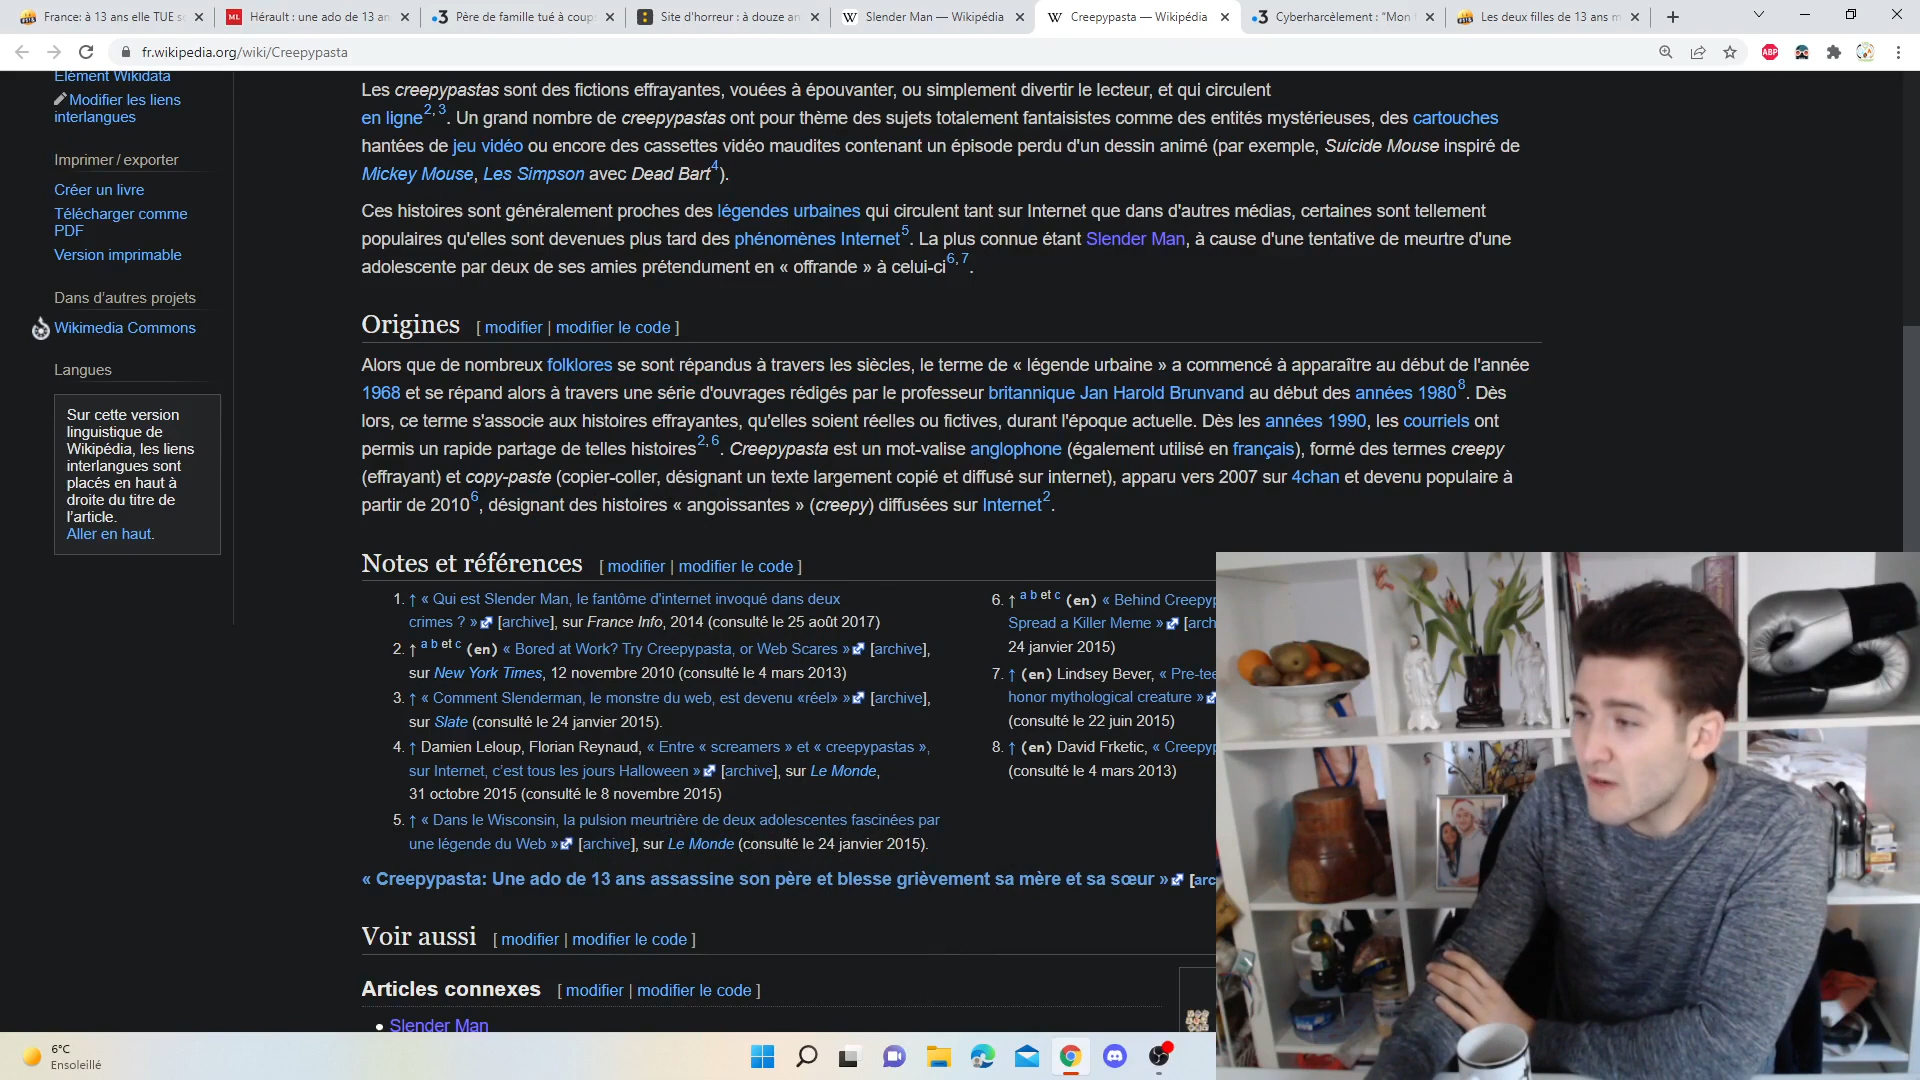 France: à 13 ans elle TUE s
Hérault : une ado de 13 an
Père de famille tué à coup
Site d'horreur : à douze an
Slender Man — Wikipédia
Creepypasta — Wikipédia
Cyberharcèlement : "Mon
Les deux filles de 13 ans m
fr.wikipedia.org/wiki/Creepypasta
Elément Wikidata
Modifier les liens
interlangues
Imprimer / exporter
Créer un livre
Télécharger comme
PDF
Version imprimable
Dans d'autres projets
Wikimedia Commons
Langues
Sur cette version
linguistique de
Wikipédia, les liens
interlangues sont
placés en haut à
droite du titre de
l'article.
Aller en haut.
Les creepypastas sont des fictions effrayantes, vouées à épouvanter, ou simplement divertir le lecteur, et qui circulent
en ligne2, 3. Un grand nombre de creepypastas ont pour thème des sujets totalement fantaisistes comme des entités mystérieuses, des cartouches
hantées de jeu vidéo ou encore des cassettes vidéo maudites contenant un épisode perdu d'un dessin animé (par exemple, Suicide Mouse inspiré de
Mickey Mouse, Les Simpson avec Dead Bart4).
Ces histoires sont généralement proches des légendes urbaines qui circulent tant sur Internet que dans d'autres médias, certaines sont tellement
populaires qu'elles sont devenues plus tard des phénomènes Internet5. La plus connue étant Slender Man, à cause d'une tentative de meurtre d'une
adolescente par deux de ses amies prétendument en « offrande » à celui-ci6, 7.
Origines [ modifier | modifier le code ]
Alors que de nombreux folklores se sont répandus à travers les siècles, le terme de « légende urbaine » a commencé à apparaître au début de l'année
1968 et se répand alors à travers une série d'ouvrages rédigés par le professeur britannique Jan Harold Brunvand au début des années 19808. Dès
lors, ce terme s'associe aux histoires effrayantes, qu'elles soient réelles ou fictives, durant l'époque actuelle. Dès les années 1990, les courriels ont
permis un rapide partage de telles histoires2, 6. Creepypasta est un mot-valise anglophone (également utilisé en français), formé des termes creepy
(effrayant) et copy-paste (copier-coller, désignant un texte largement copié et diffusé sur internet), apparu vers 2007 sur 4chan et devenu populaire à
partir de 20106, désignant des histoires « angoissantes » (creepy) diffusées sur Internet2.
Notes et références [ modifier | modifier le code ]
1. ↑ « Qui est Slender Man, le fantôme d'internet invoqué dans deux
crimes ? » [archive], sur France Info, 2014 (consulté le 25 août 2017)
2. ↑ a b et c (en) « Bored at Work? Try Creepypasta, or Web Scares » [archive],
sur New York Times, 12 novembre 2010 (consulté le 4 mars 2013)
3. ↑ « Comment Slenderman, le monstre du web, est devenu «réel» » [archive],
sur Slate (consulté le 24 janvier 2015).
4. ↑ Damien Leloup, Florian Reynaud, « Entre « screamers » et « creepypastas »,
sur Internet, c'est tous les jours Halloween » [archive], sur Le Monde,
31 octobre 2015 (consulté le 8 novembre 2015)
5. ↑ « Dans le Wisconsin, la pulsion meurtrière de deux adolescentes fascinées par
une légende du Web » [archive], sur Le Monde (consulté le 24 janvier 2015).
6. ↑ a b et c (en) « Behind Creepyp
Spread a Killer Meme » [arch
24 janvier 2015)
7. ↑ (en) Lindsey Bever, « Pre-tee
honor mythological creature »
(consulté le 22 juin 2015)
8. ↑ (en) David Frketic, « Creepyp
(consulté le 4 mars 2013)
« Creepypasta: Une ado de 13 ans assassine son père et blesse grièvement sa mère et sa sœur » [arc
Voir aussi [ modifier | modifier le code ]
Articles connexes [ modifier | modifier le code ]
• Slender Man
6°C
Ensoleillé